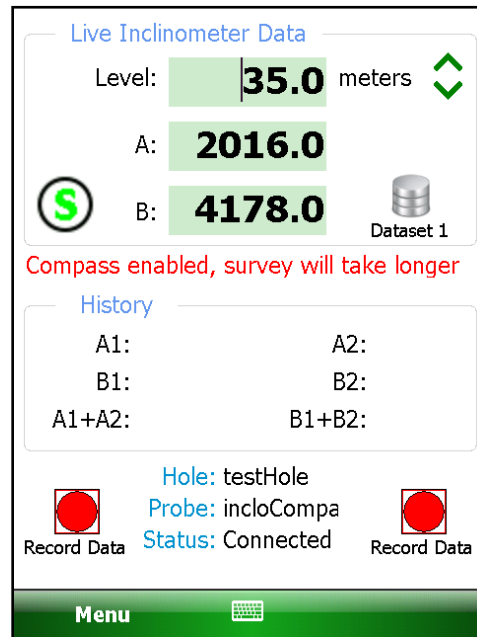 Live Inclinometer Data
Level: 35.0 meters
A: 2016.0
S
B: 4178.0
Dataset 1
Compass enabled, survey will take longer
History
A1: A2:
B1: B2:
A1+A2: B1+B2:
Hole: testHole
Probe: incloCompa
Status: Connected
Record Data Record Data
Menu